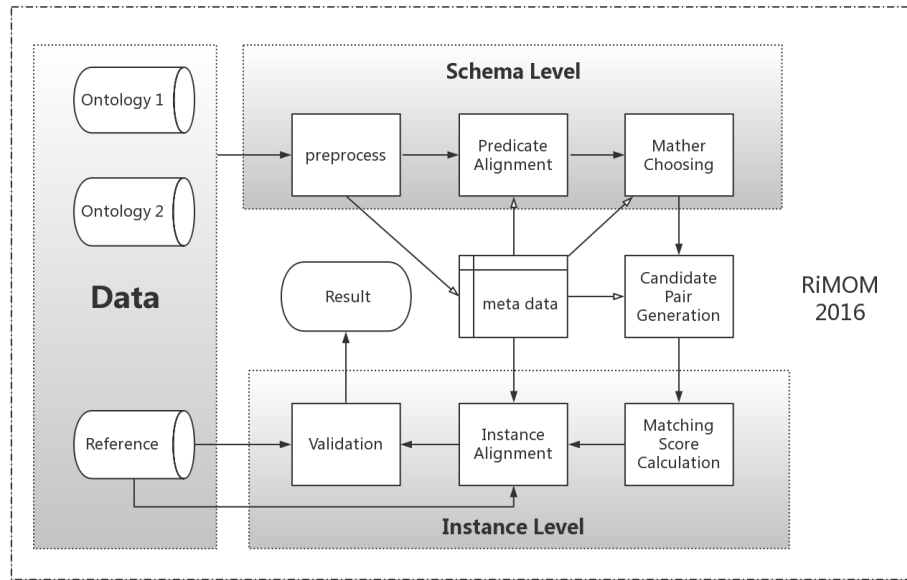 Ontology 1
Ontology 2
Data
Reference
Schema Level
preprocess
Predicate
Alignment
Mather
Choosing
Result
meta data
Candidate
Pair
Generation
RiMOM
2016
Validation
Instance
Alignment
Matching
Score
Calculation
Instance Level